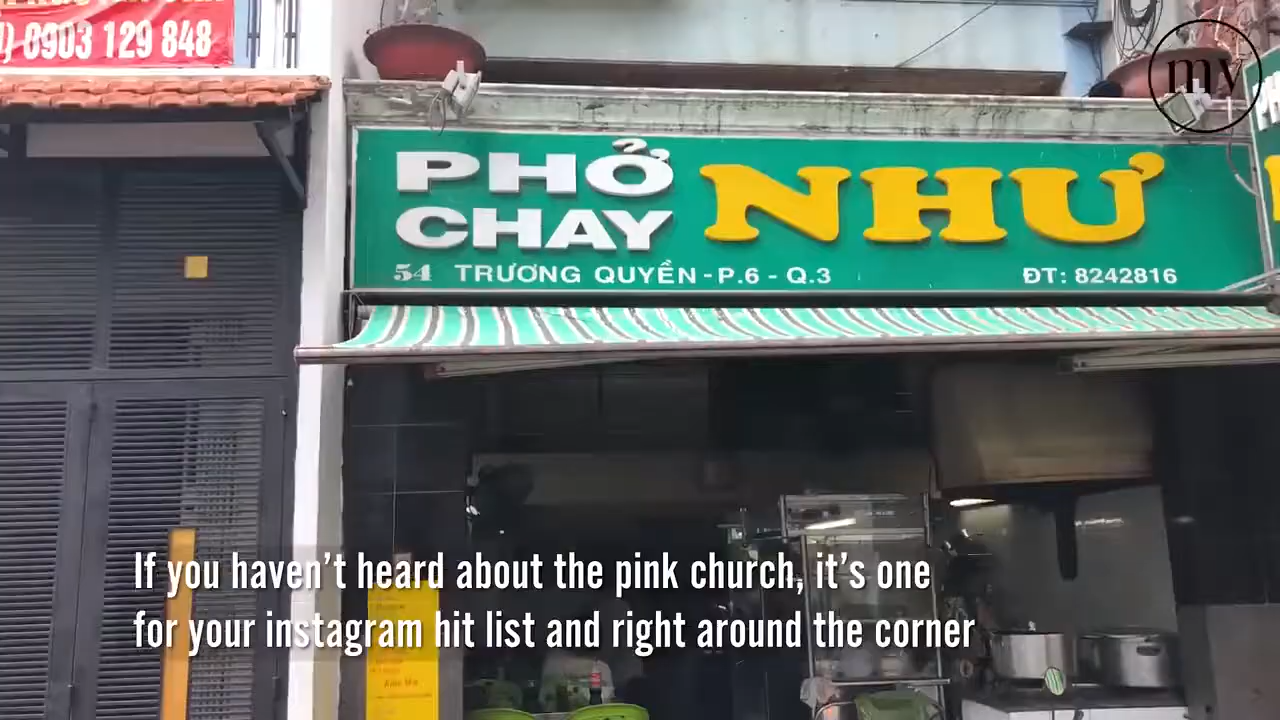 0903 129 848
my
PHỞ
CHAY
NHƯ
54 TRƯƠNG QUYỀN - P.6 - Q.3
ĐT: 8242816
If you haven't heard about the pink church, it's one
for your instagram hit list and right around the corner